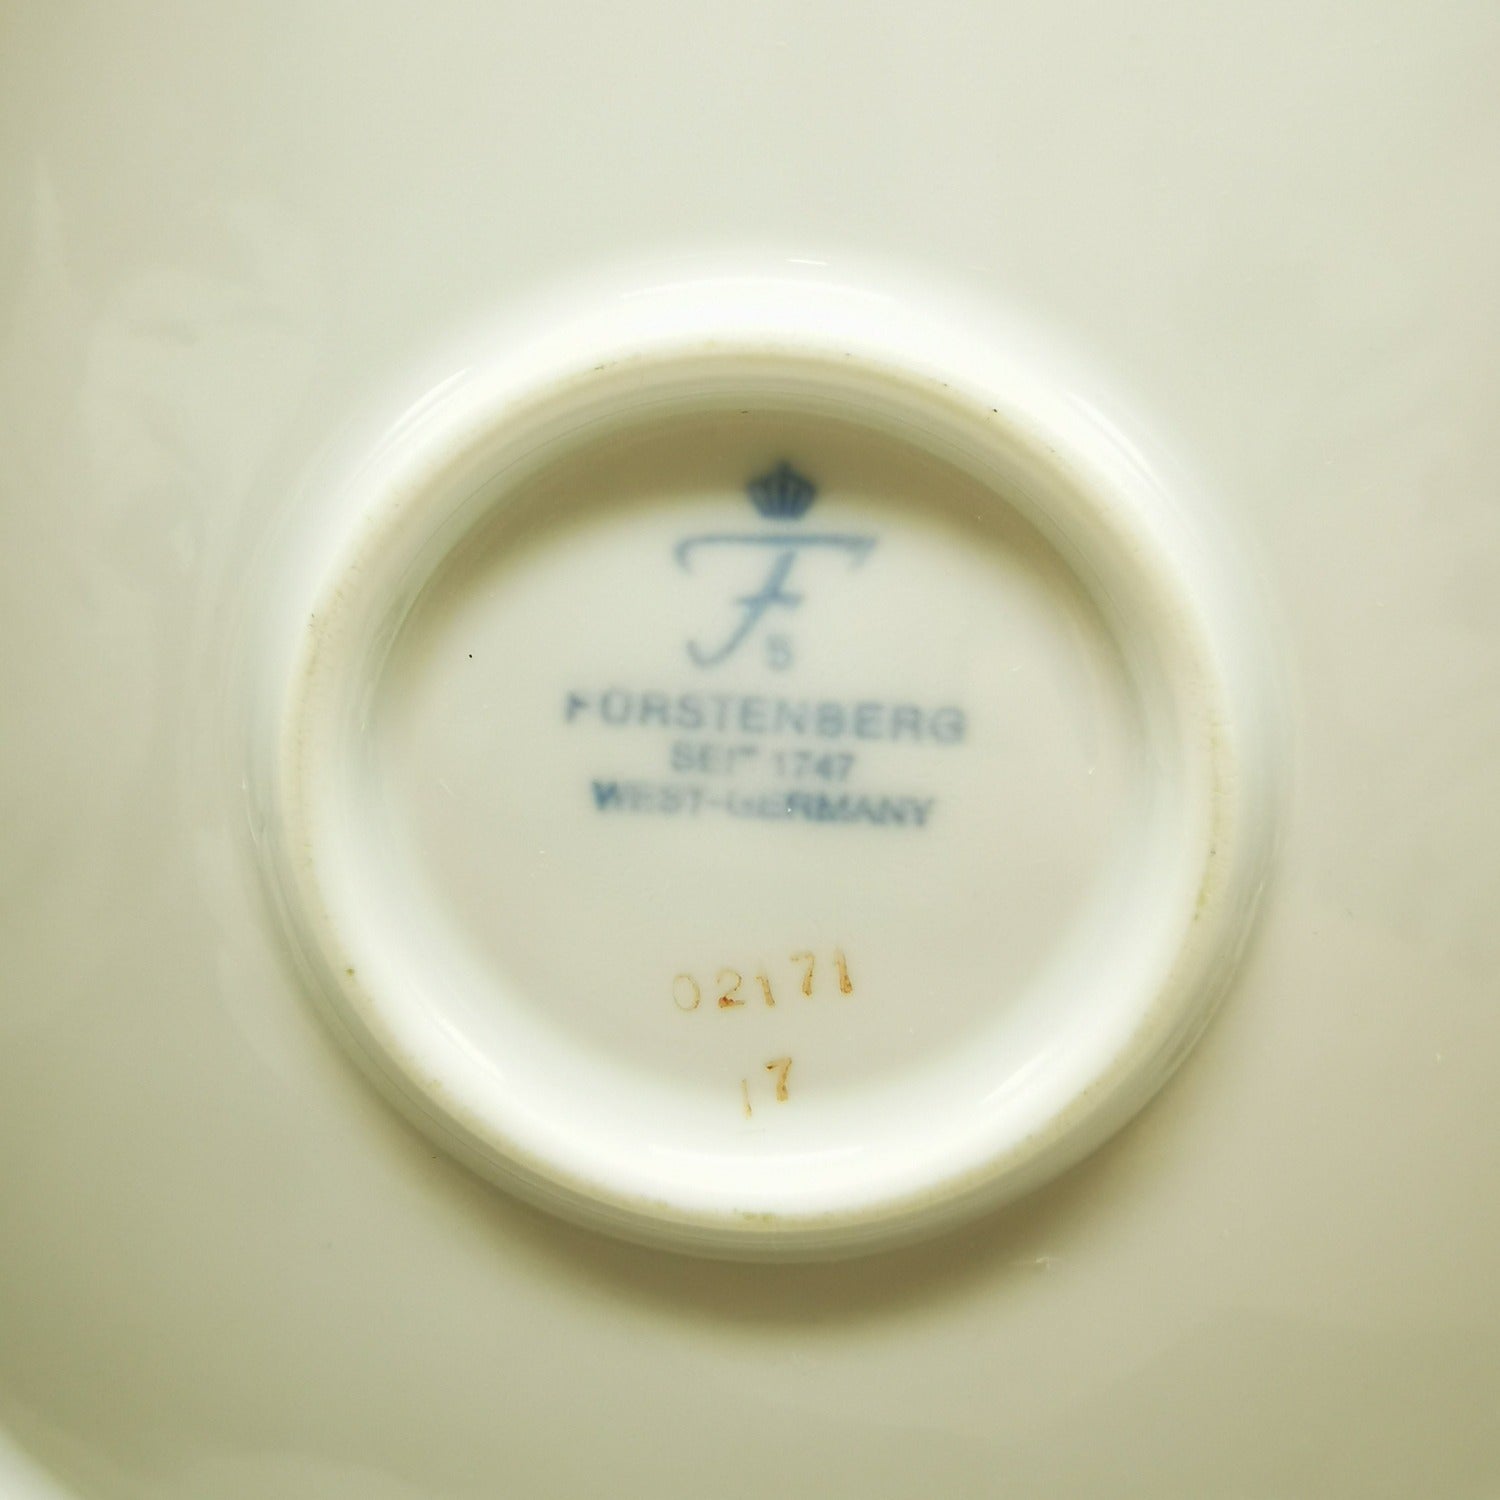 F
S
FÜRSTENBERG
SEIT 1747
WEST-GERMANY
02171
17